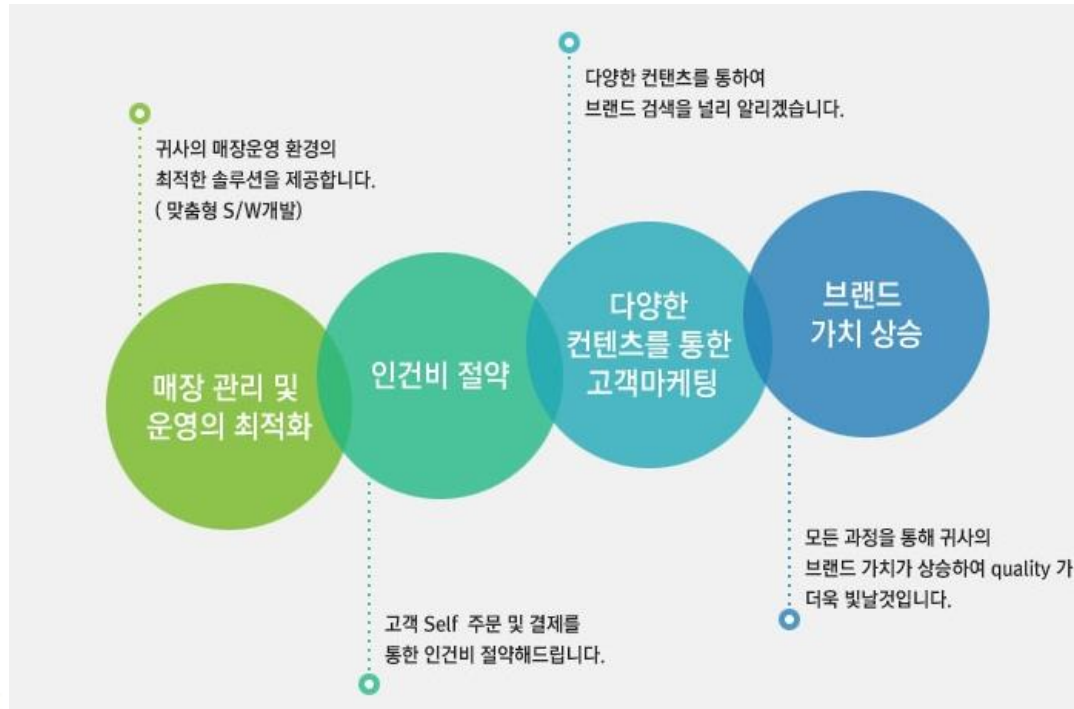 귀사의 매장운영 환경의
최적한 솔루션을 제공합니다.
( 맞춤형 S/W개발)
매장 관리 및
운영의 최적화
인건비 절약
고객 Self 주문 및 결제를
통한 인건비 절약해드립니다.
다양한 컨탠츠를 통하여
브랜드 검색을 널리 알리겠습니다.
다양한
컨텐츠를 통한
고객마케팅
브랜드
가치 상승
모든 과정을 통해 귀사의
브랜드 가치가 상승하여 quality 가
더욱 빛날것입니다.